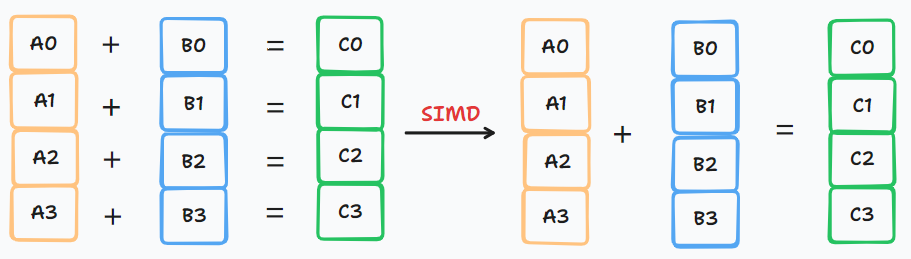 A0 + B0 = C0
A1 + B1 = C1
A2 + B2 = C2
A3 + B3 = C3
SIMD
A0 B0 C0
A1 B1 C1
+ =
A2 B2 C2
A3 B3 C3